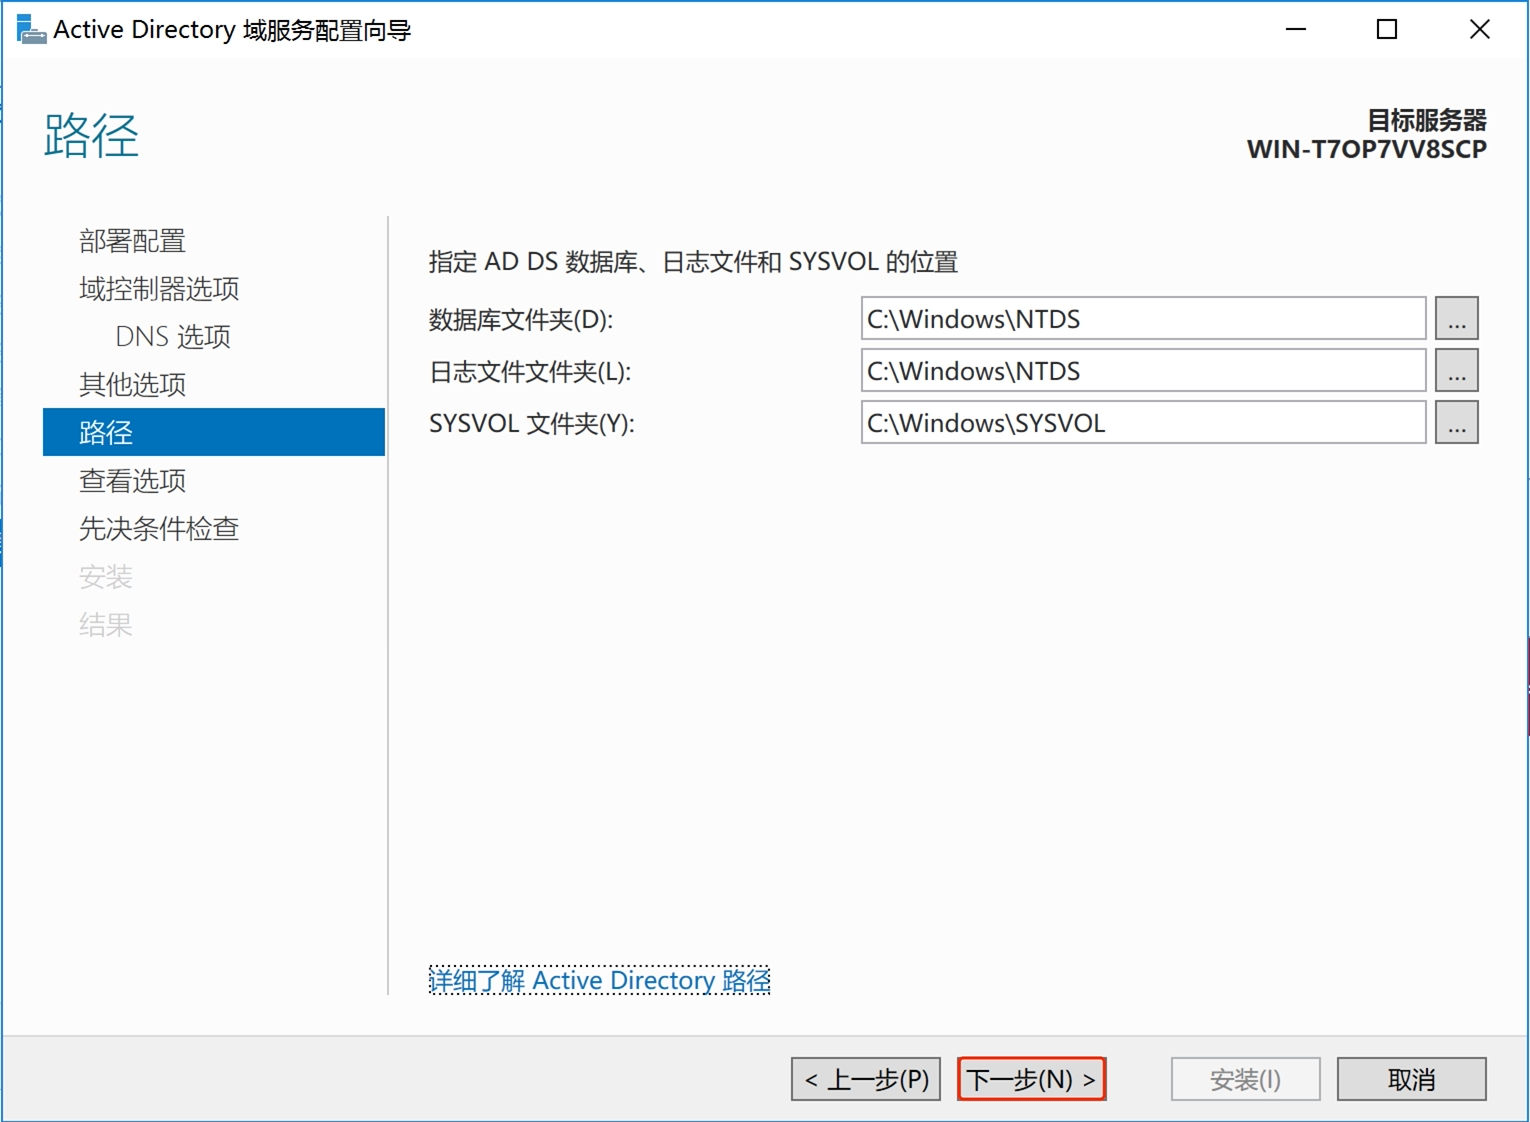 Active Directory 域服务配置向导
路径
目标服务器
WIN-T7OP7VV8SCP
部署配置
域控制器选项
DNS 选项
其他选项
路径
查看选项
先决条件检查
安装
结果
指定 AD DS 数据库、日志文件和 SYSVOL 的位置
数据库文件夹(D): C:\Windows\NTDS ...
日志文件文件夹(L): C:\Windows\NTDS ...
SYSVOL 文件夹(Y): C:\Windows\SYSVOL ...
详细了解 Active Directory 路径
< 上一步(P) 下一步(N) > 安装(I) 取消